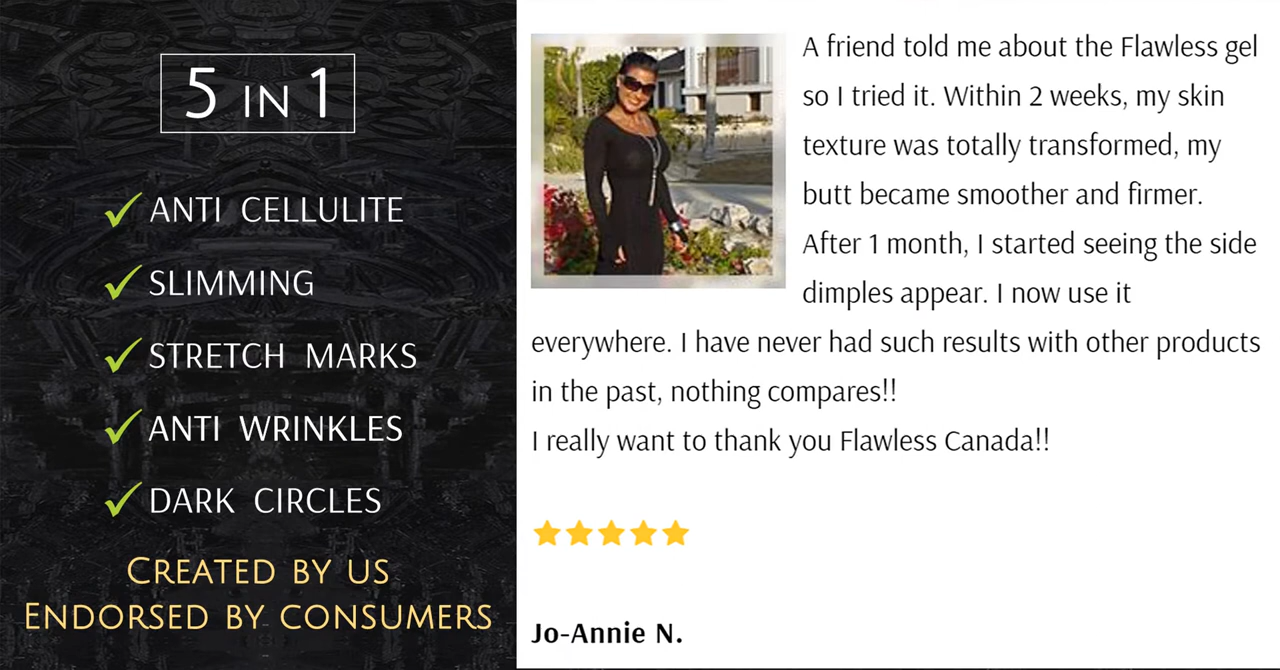 5 IN 1
ANTI CELLULITE
SLIMMING
STRETCH MARKS
ANTI WRINKLES
DARK CIRCLES
CREATED BY US
ENDORSED BY CONSUMERS
A friend told me about the Flawless gel
so I tried it. Within 2 weeks, my skin
texture was totally transformed, my
butt became smoother and firmer.
After 1 month, I started seeing the side
dimples appear. I now use it
everywhere. I have never had such results with other products
in the past, nothing compares!!
I really want to thank you Flawless Canada!!
Jo-Annie N.